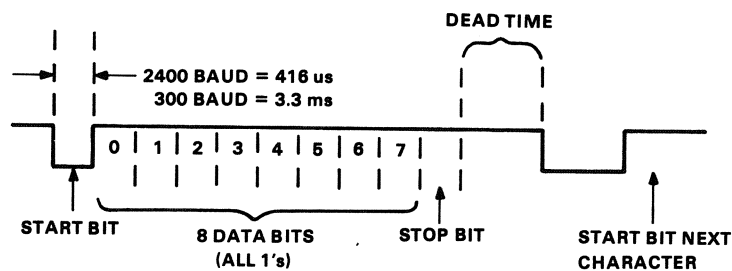 DEAD TIME
2400 BAUD = 416 us
300 BAUD = 3.3 ms
0 1 2 3 4 5 6 7
START BIT
8 DATA BITS
(ALL 1's)
STOP BIT
START BIT NEXT
CHARACTER